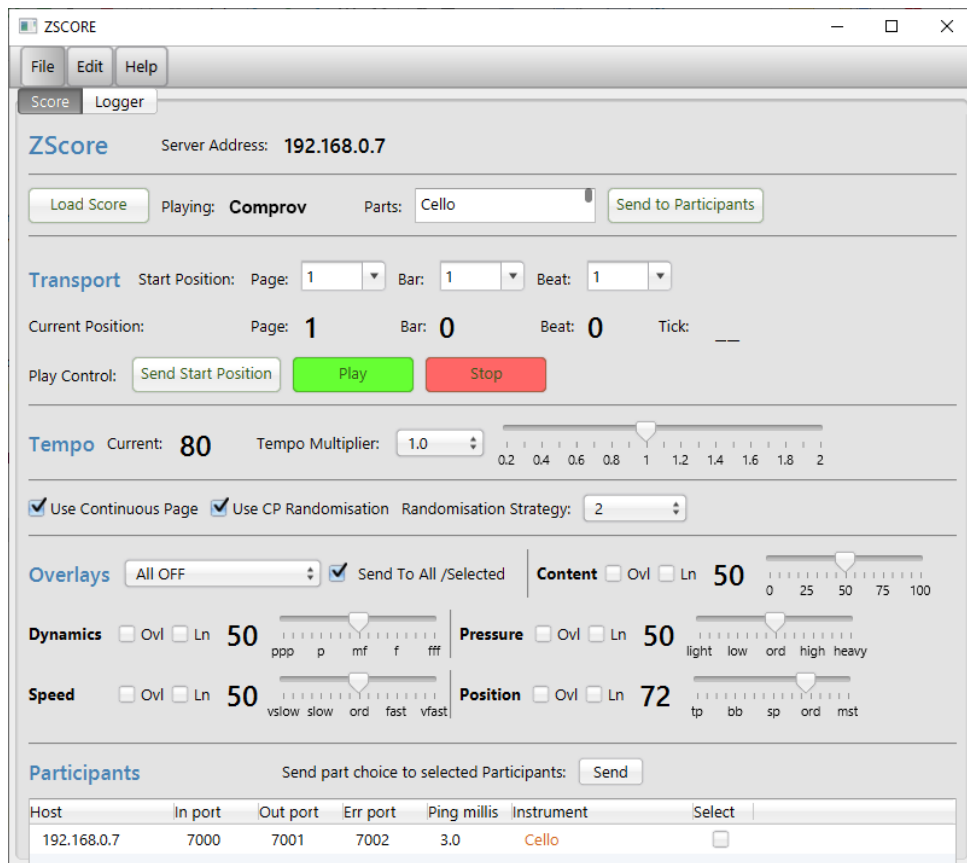 ZSCORE
File Edit Help
Score Logger
ZScore Server Address: 192.168.0.7
Load Score Playing: Comprov Parts: Cello Send to Participants
Transport Start Position: Page: 1 Bar: 1 Beat: 1
Current Position: Page: 1 Bar: 0 Beat: 0 Tick: __
Play Control: Send Start Position Play Stop
Tempo Current: 80 Tempo Multiplier: 1.0
0.2 0.4 0.6 0.8 1 1.2 1.4 1.6 1.8 2
Use Continuous Page Use CP Randomisation Randomisation Strategy: 2
Overlays All OFF Send To All /Selected Content Ovl Ln 50
0 25 50 75 100
Dynamics Ovl Ln 50 Pressure Ovl Ln 50
ppp p mf f fff light low ord high heavy
Speed Ovl Ln 50 Position Ovl Ln 72
vslow slow ord fast vfast tp bb sp ord mst
Participants Send part choice to selected Participants: Send
Host In port Out port Err port Ping millis Instrument Select
192.168.0.7 7000 7001 7002 3.0 Cello